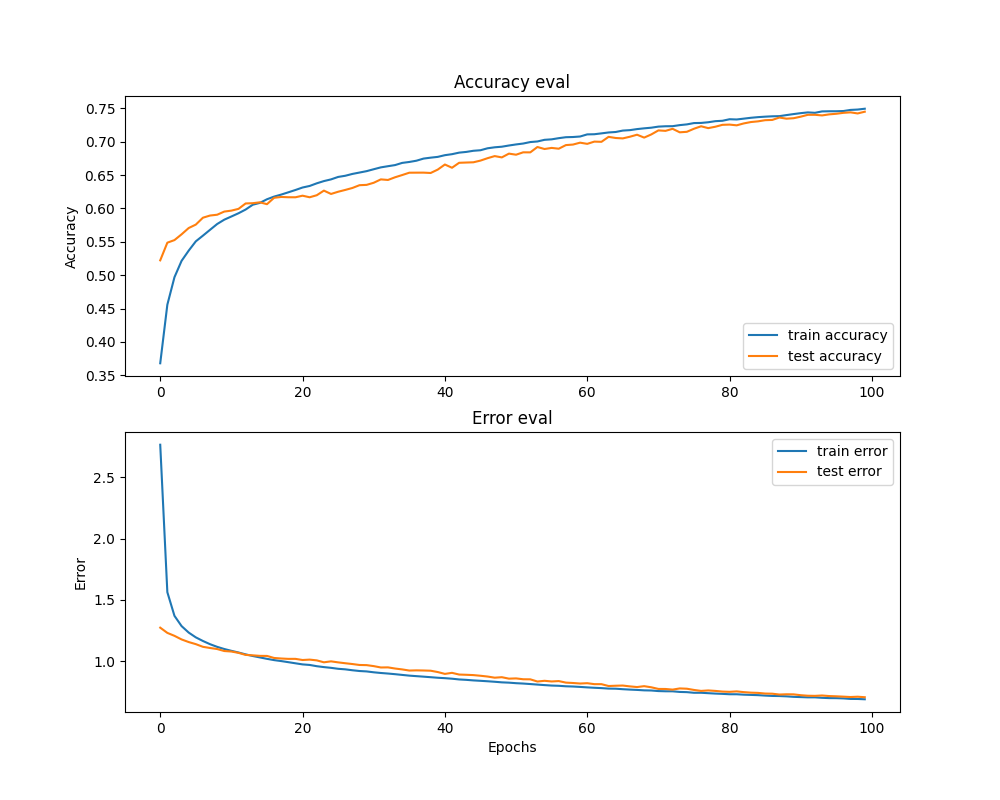 Accuracy eval
0.75
0.70
0.65
0.60
0.55
0.50
0.45
0.40
0.35
Accuracy
train accuracy
test accuracy
0 20 40 60 80 100
Error eval
2.5
2.0
1.5
1.0
Error
train error
test error
0 20 40 60 80 100
Epochs